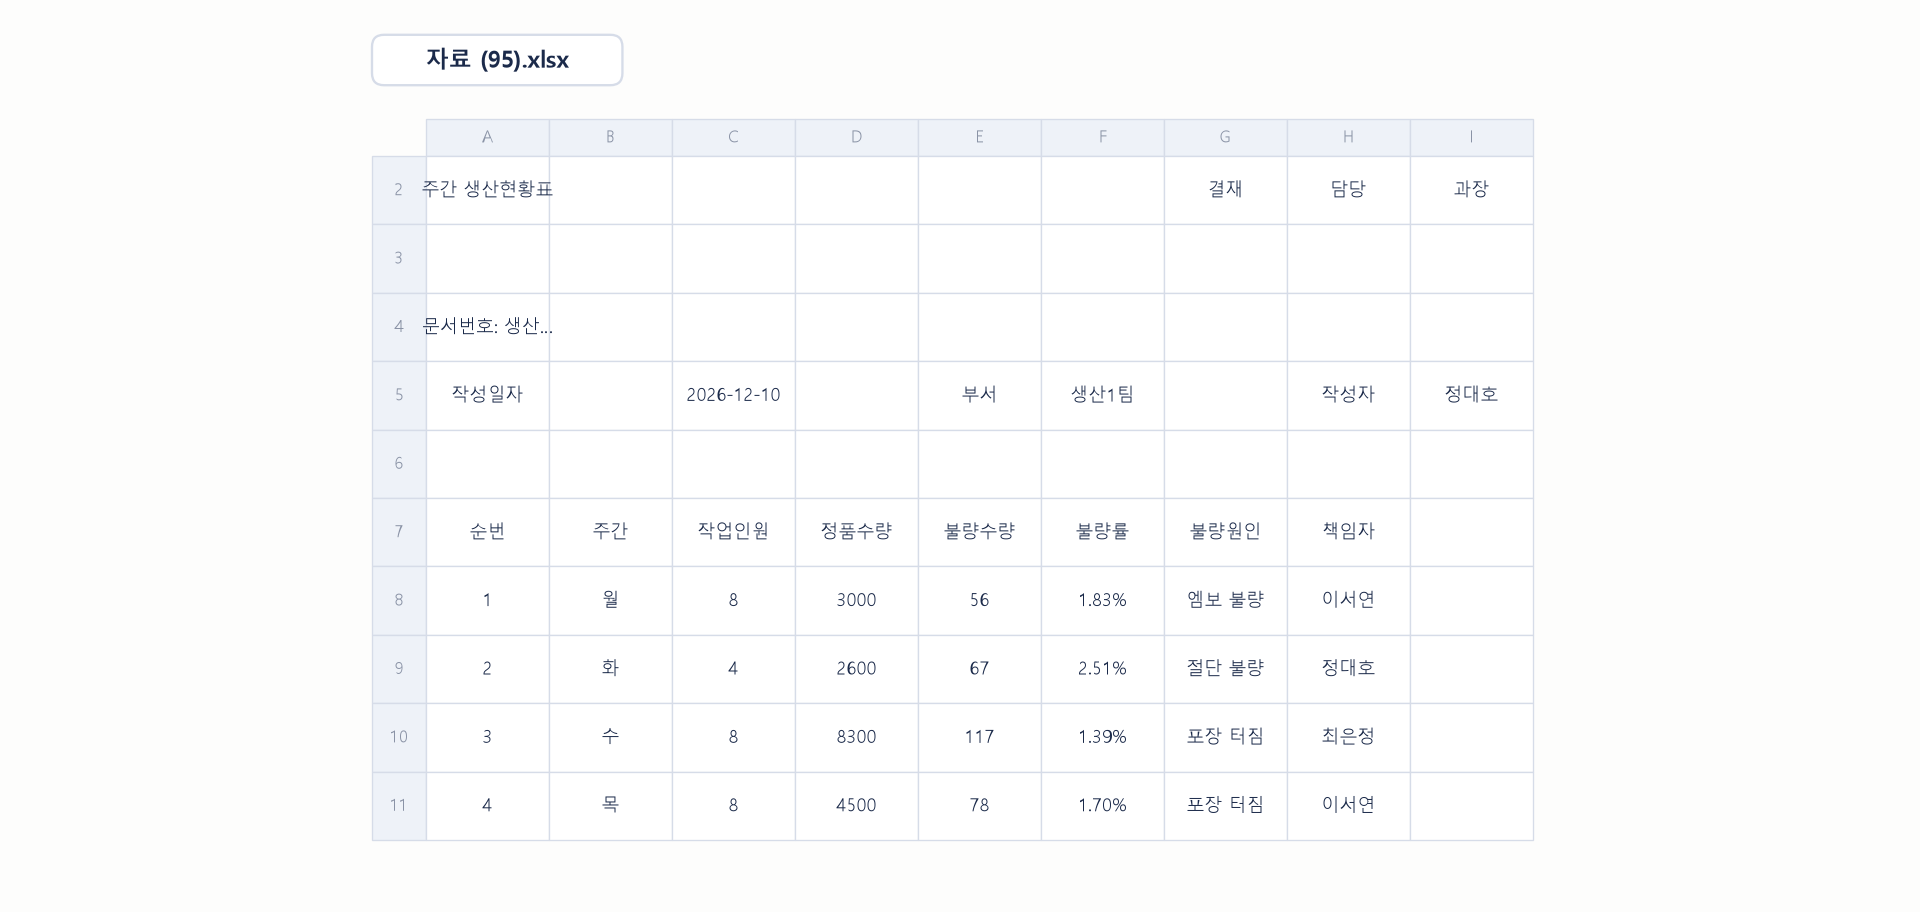 자료 (95).xlsx
A B C D E F G H I
2 주간 생산현황표 결재 담당 과장
3
4 문서번호: 생산...
5 작성일자 2026-12-10 부서 생산1팀 작성자 정대호
6
7 순번 주간 작업인원 정품수량 불량수량 불량률 불량원인 책임자
8 1 월 8 3000 56 1.83% 엠보 불량 이서연
9 2 화 4 2600 67 2.51% 절단 불량 정대호
10 3 수 8 8300 117 1.39% 포장 터짐 최은정
11 4 목 8 4500 78 1.70% 포장 터짐 이서연